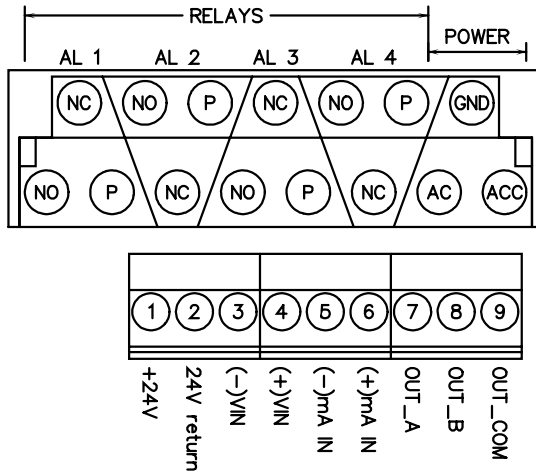 RELAYS
POWER
AL 1 AL 2 AL 3 AL 4
NC NO P NC NO P GND
NO P NC NO P NC AC ACC
1 2 3 4 5 6 7 8 9
+24V
24V return
(-)VIN
(+)VIN
(-)mA IN
(+)mA IN
OUT_A
OUT_B
OUT_COM